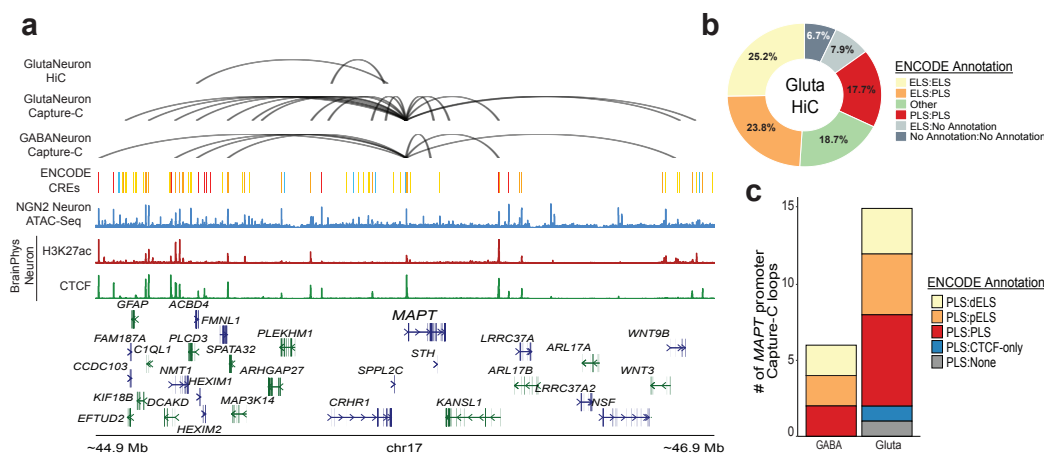 a
GlutaNeuron
HiC
GlutaNeuron
Capture-C
GABANeuron
Capture-C
ENCODE
CREs
NGN2 Neuron
ATAC-Seq
BrainPhys
Neuron
H3K27ac
CTCF
GFAP
ACBD4
FMNL1
MAPT
FAM187A
C1QL1
PLCD3
SPATA32
PLEKHM1
STH
LRRC37A
ARL17A
WNT9B
CCDC103
NMT1
HEXIM1
ARHGAP27
SPPL2C
ARL17B
LRRC37A2
WNT3
KIF18B
DCAKD
HEXIM2
MAP3K14
CRHR1
KANSL1
NSF
EFTUD2
~44.9 Mb
chr17
~46.9 Mb
b
6.7%
7.9%
17.7%
18.7%
23.8%
25.2%
Gluta
HiC
ENCODE Annotation
ELS:ELS
ELS:PLS
Other
PLS:PLS
ELS:No Annotation
No Annotation:No Annotation
c
# of MAPT promoter
Capture-C loops
15
10
5
0
GABA
Gluta
ENCODE Annotation
PLS:dELS
PLS:pELS
PLS:PLS
PLS:CTCF-only
PLS:None